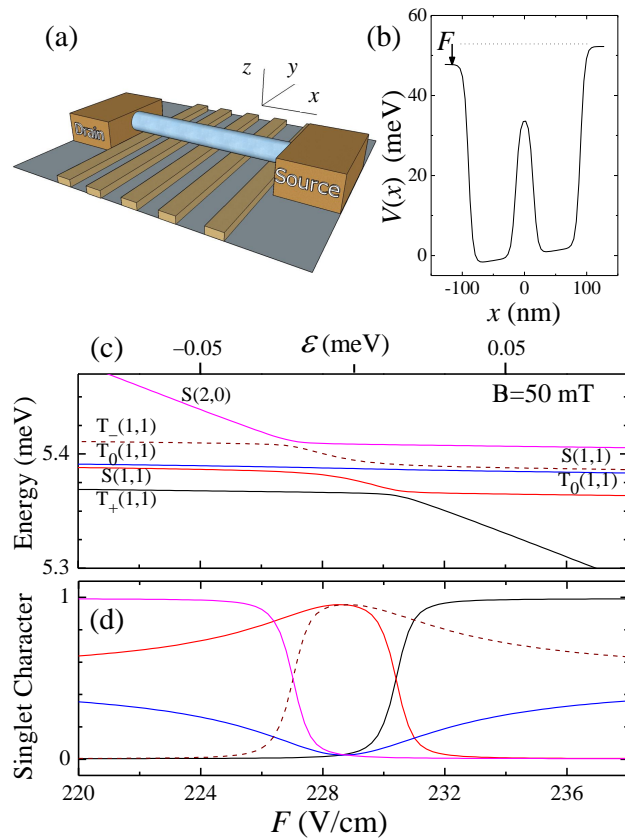 (a)
z
y
x
Drain
Source
(b)
F
V(x) (meV)
60
40
20
0
-100
0
100
x (nm)
(c)
ε (meV)
−0.05
0.05
B=50 mT
S(2,0)
T₋(1,1)
T₀(1,1)
S(1,1)
T₊(1,1)
S(1,1)
T₀(1,1)
Energy (meV)
5.4
5.3
(d)
Singlet Character
1
0
220
224
228
232
236
F (V/cm)